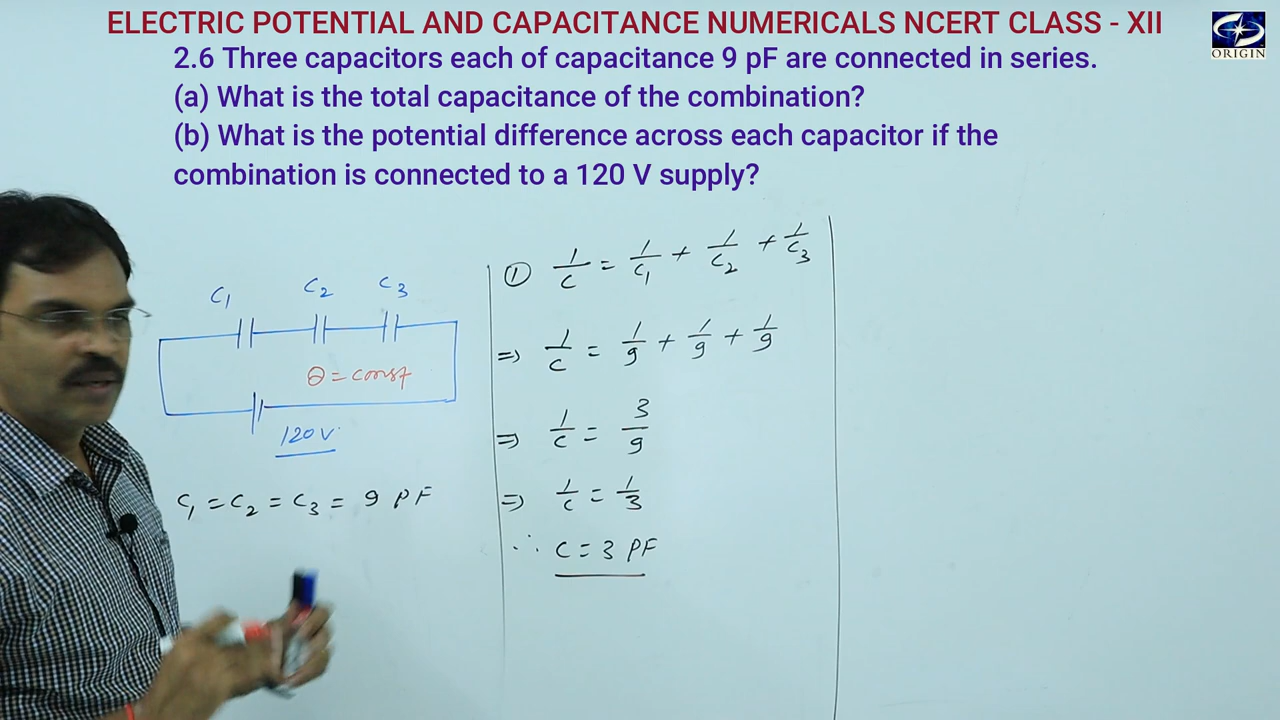 ELECTRIC POTENTIAL AND CAPACITANCE NUMERICALS NCERT CLASS - XII
ORIGIN
2.6 Three capacitors each of capacitance 9 pF are connected in series.
(a) What is the total capacitance of the combination?
(b) What is the potential difference across each capacitor if the
combination is connected to a 120 V supply?
C₁ C₂ C₃
Q = const
120 V
C₁ = C₂ = C₃ = 9 PF
① 1/C = 1/C₁ + 1/C₂ + 1/C₃
=> 1/C = 1/9 + 1/9 + 1/9
=> 1/C = 3/9
=> 1/C = 1/3
∴ C = 3 PF